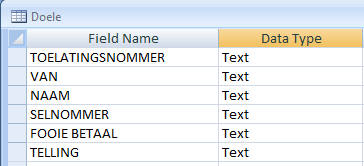 Doele
Field Name Data Type
TOELATINGSNOMMER Text
VAN Text
NAAM Text
SELNOMMER Text
FOOIE BETAAL Text
TELLING Text